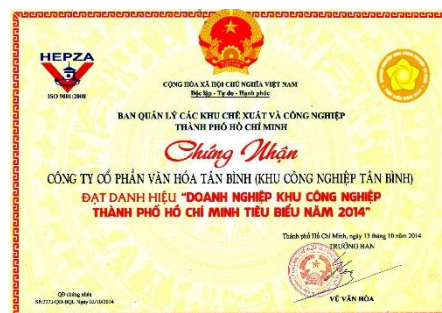 HEPZA
ISO 9001:2008
CỘNG HÒA XÃ HỘI CHỦ NGHĨA VIỆT NAM
Độc lập - Tự do - Hạnh phúc
BAN QUẢN LÝ CÁC KHU CHẾ XUẤT VÀ CÔNG NGHIỆP
THÀNH PHỐ HỒ CHÍ MINH
Chứng Nhận
CÔNG TY CỔ PHẦN VĂN HÓA TÂN BÌNH (KHU CÔNG NGHIỆP TÂN BÌNH)
ĐẠT DANH HIỆU "DOANH NGHIỆP KHU CÔNG NGHIỆP
THÀNH PHỐ HỒ CHÍ MINH TIÊU BIỂU NĂM 2014"
Thành phố Hồ Chí Minh, ngày 13 tháng 10 năm 2014
TRƯỞNG BAN
VŨ VĂN HÒA
QĐ chứng nhận